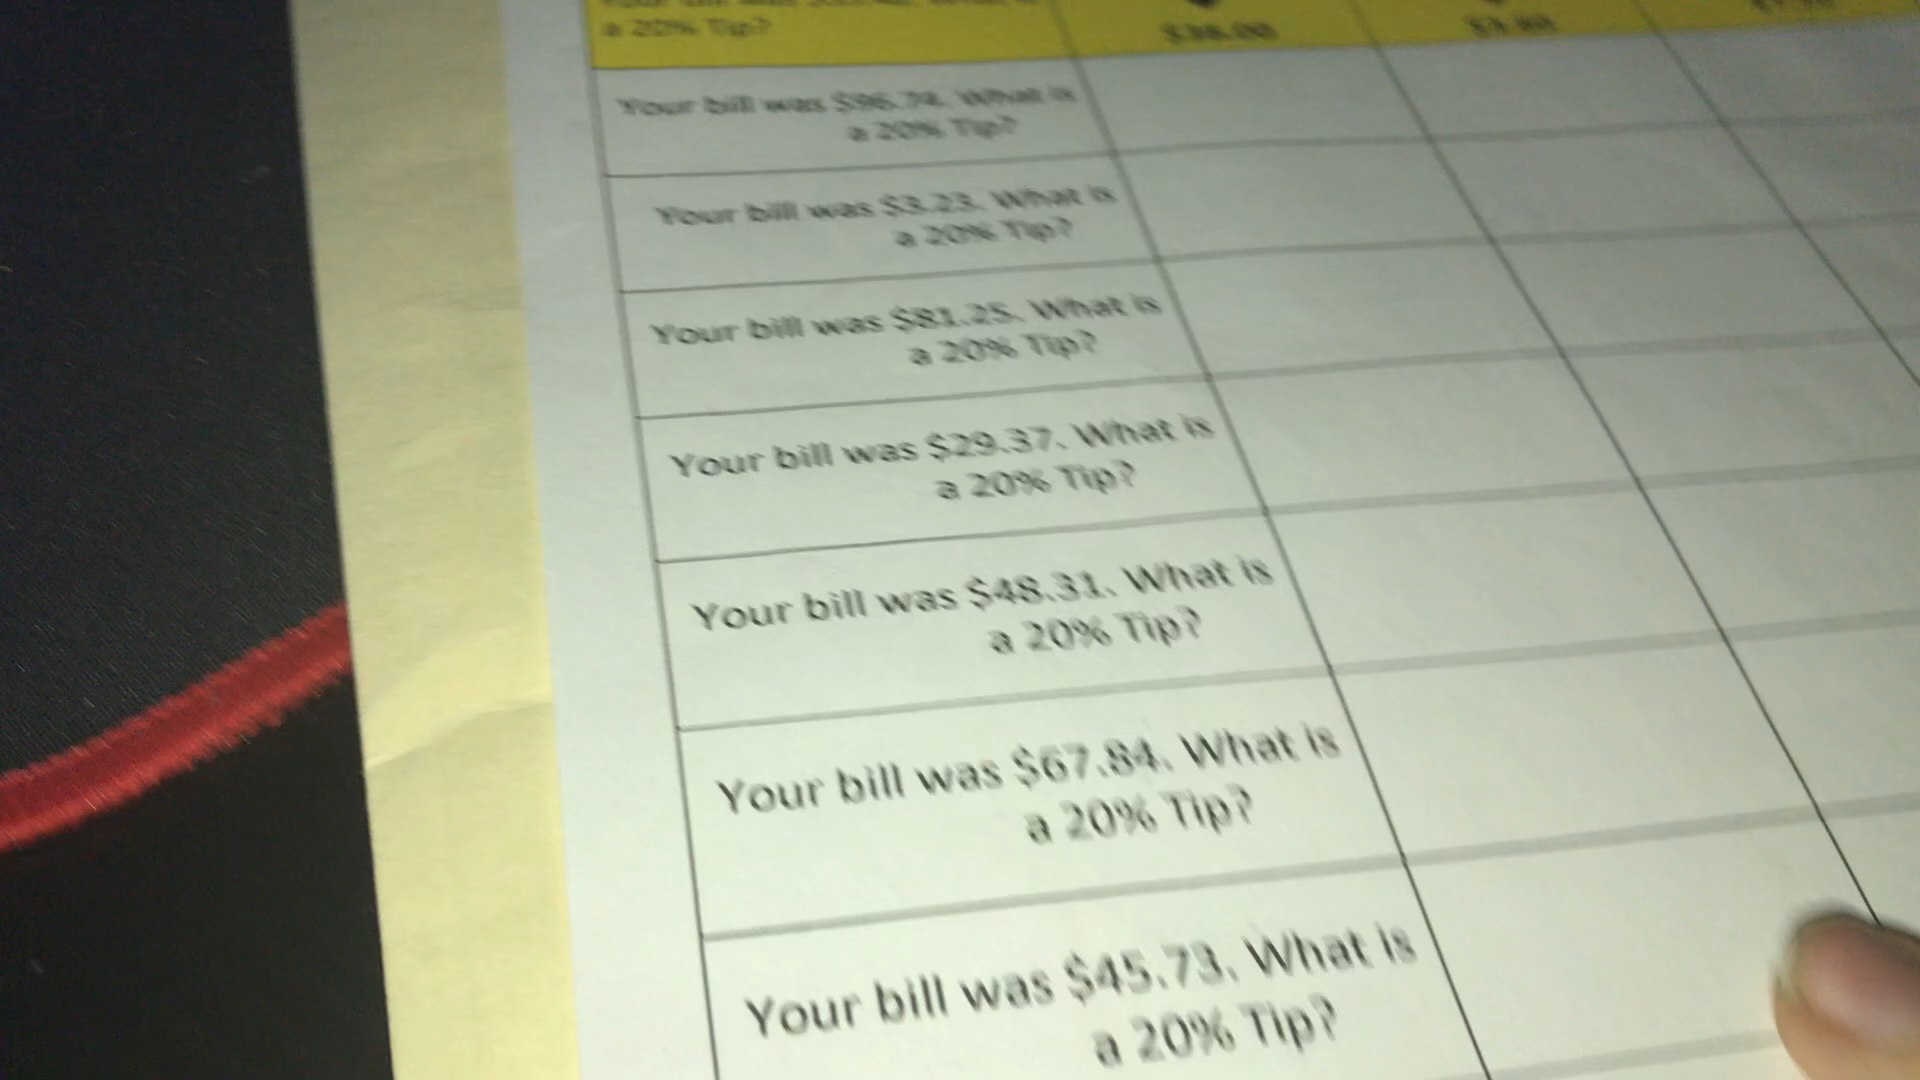 a 20% Tip?
Your bill was $96.74. What is
a 20% Tip?
Your bill was $3.23. What is
a 20% Tip?
Your bill was $81.25. What is
a 20% Tip?
Your bill was $29.37. What is
a 20% Tip?
Your bill was $48.31. What is
a 20% Tip?
Your bill was $67.84. What is
a 20% Tip?
Your bill was $45.73. What is
a 20% Tip?